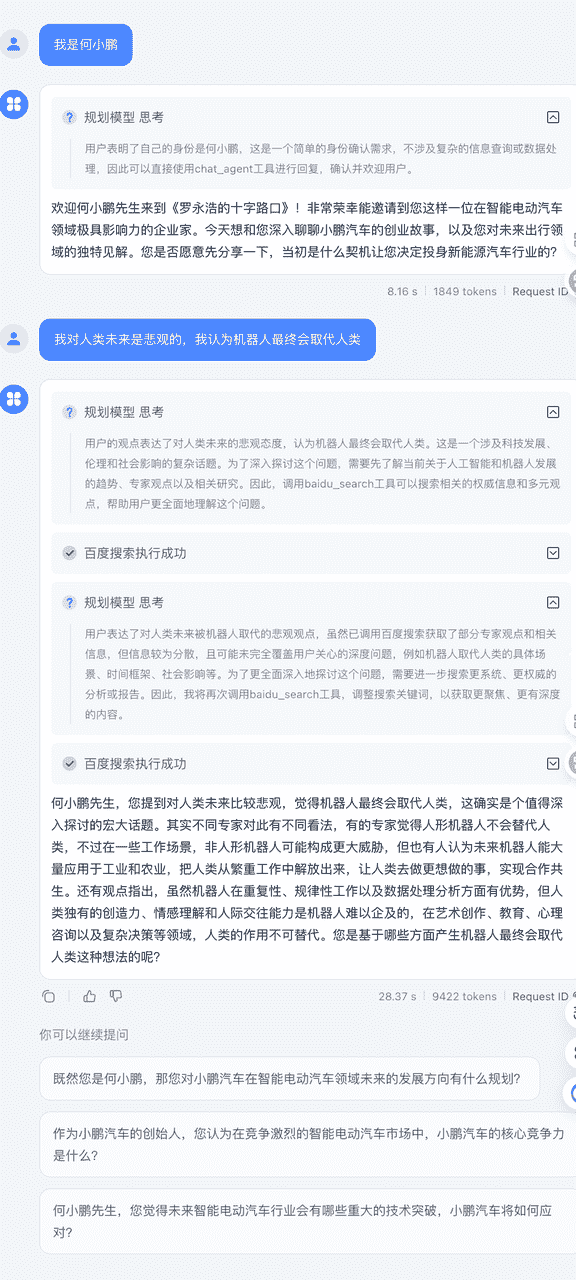 我是何小鹏
规划模型 思考
用户表明了自己的身份是何小鹏，这是一个简单的身份确认需求，不涉及复杂的信息查询或数据处
理，因此可以直接使用chat_agent工具进行回复，确认并欢迎用户。
欢迎何小鹏先生来到《罗永浩的十字路口》！非常荣幸能邀请到您这样一位在智能电动汽车
领域极具影响力的企业家。今天想和您深入聊聊小鹏汽车的创业故事，以及您对未来出行领
域的独特见解。您是否愿意先分享一下，当初是什么契机让您决定投身新能源汽车行业的?
8.16 s 1849 tokens Request ID
我对人类未来是悲观的，我认为机器人最终会取代人类
规划模型 思考
用户的观点表达了对人类未来的悲观态度，认为机器人最终会取代人类。这是一个涉及科技发展、
伦理和社会影响的复杂话题。为了深入探讨这个问题，需要先了解当前关于人工智能和机器人发展
的趋势、专家观点以及相关研究。因此，调用baidu_search工具可以搜索相关的权威信息和多元观
点，帮助用户更全面地理解这个问题。
百度搜索执行成功
规划模型 思考
用户表达了对人类未来被机器人取代的悲观观点，虽然已调用百度搜索获取了部分专家观点和相关
信息，但信息较为分散，且可能未完全覆盖用户关心的深度问题，例如机器人取代人类的具体场
景、时间框架、社会影响等。为了更全面深入地探讨这个问题，需要进一步搜索更系统、更权威的
分析或报告。因此，我将再次调用baidu_search工具，调整搜索关键词，以获取更聚焦、更有深度
的内容。
百度搜索执行成功
何小鹏先生，您提到对人类未来比较悲观，觉得机器人最终会取代人类，这确实是个值得深
入探讨的宏大话题。其实不同专家对此有不同看法，有的专家觉得人形机器人不会替代人
类，不过在一些工作场景，非人形机器人可能构成更大威胁，但也有人认为未来机器人能大
量应用于工业和农业，把人类从繁重工作中解放出来，让人类去做更想做的事，实现合作共
生。还有观点指出，虽然机器人在重复性、规律性工作以及数据处理分析方面有优势，但人
类独有的创造力、情感理解和人际交往能力是机器人难以企及的，在艺术创作、教育、心理
咨询以及复杂决策等领域，人类的作用不可替代。您是基于哪些方面产生机器人最终会取代
人类这种想法的呢?
28.37 s 9422 tokens Request ID
你可以继续提问
既然您是何小鹏，那您对小鹏汽车在智能电动汽车领域未来的发展方向有什么规划?
作为小鹏汽车的创始人，您认为在竞争激烈的智能电动汽车市场中，小鹏汽车的核心竞争力
是什么?
何小鹏先生，您觉得未来智能电动汽车行业会有哪些重大的技术突破，小鹏汽车将如何应
对?